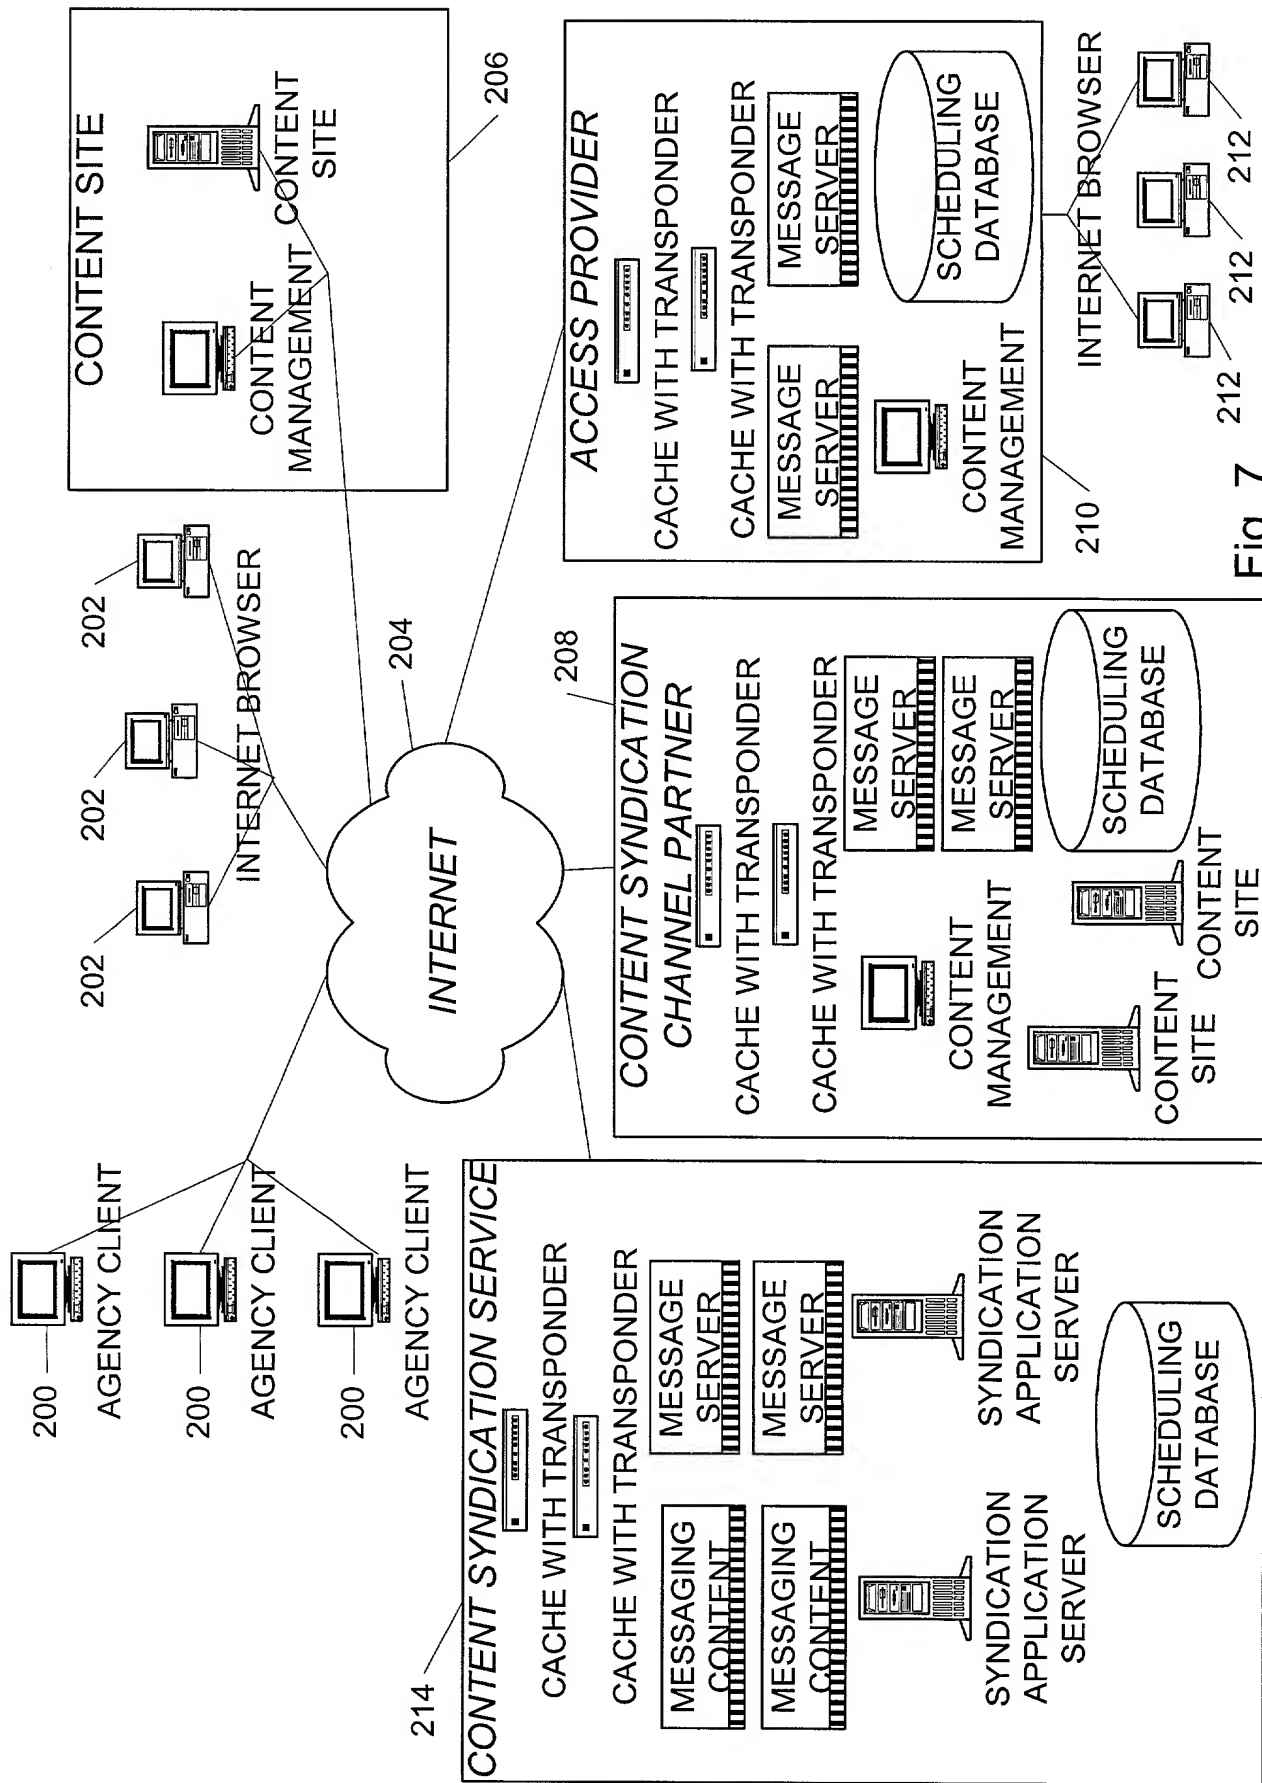 200
AGENCY CLIENT
200
AGENCY CLIENT
200
AGENCY CLIENT
202
202
202
INTERNET BROWSER
CONTENT SITE
CONTENT
MANAGEMENT
CONTENT
SITE
206
INTERNET
204
214
CONTENT SYNDICATION SERVICE
CACHE WITH TRANSPONDER
CACHE WITH TRANSPONDER
MESSAGING
CONTENT
MESSAGE
SERVER
MESSAGING
CONTENT
MESSAGE
SERVER
SYNDICATION
APPLICATION
SERVER
SYNDICATION
APPLICATION
SERVER
SCHEDULING
DATABASE
208
CONTENT SYNDICATION
CHANNEL PARTNER
CACHE WITH TRANSPONDER
CACHE WITH TRANSPONDER
MESSAGE
SERVER
MESSAGE
SERVER
CONTENT
MANAGEMENT
CONTENT
SITE
CONTENT
SITE
SCHEDULING
DATABASE
ACCESS PROVIDER
CACHE WITH TRANSPONDER
CACHE WITH TRANSPONDER
MESSAGE
SERVER
MESSAGE
SERVER
CONTENT
MANAGEMENT
SCHEDULING
DATABASE
210
INTERNET BROWSER
212
212
212
Fig. 7